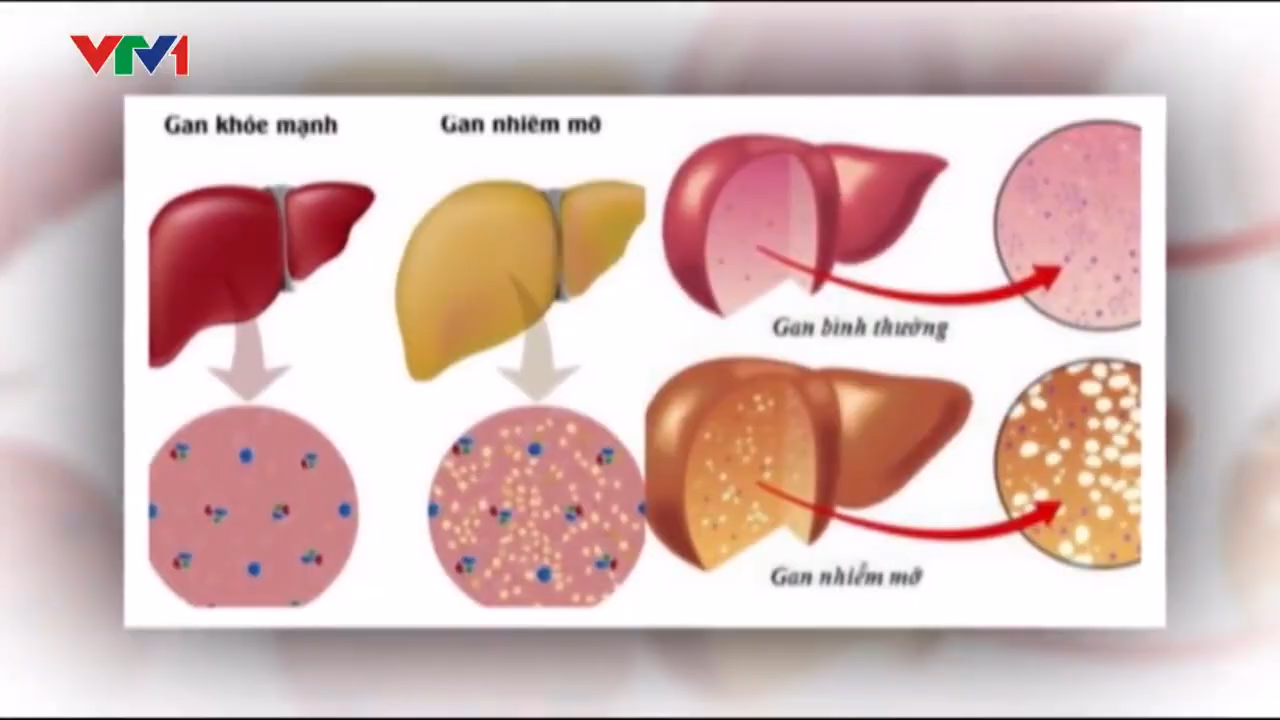 VTV1
Gan khỏe mạnh
Gan nhiễm mỡ
Gan bình thường
Gan nhiễm mỡ